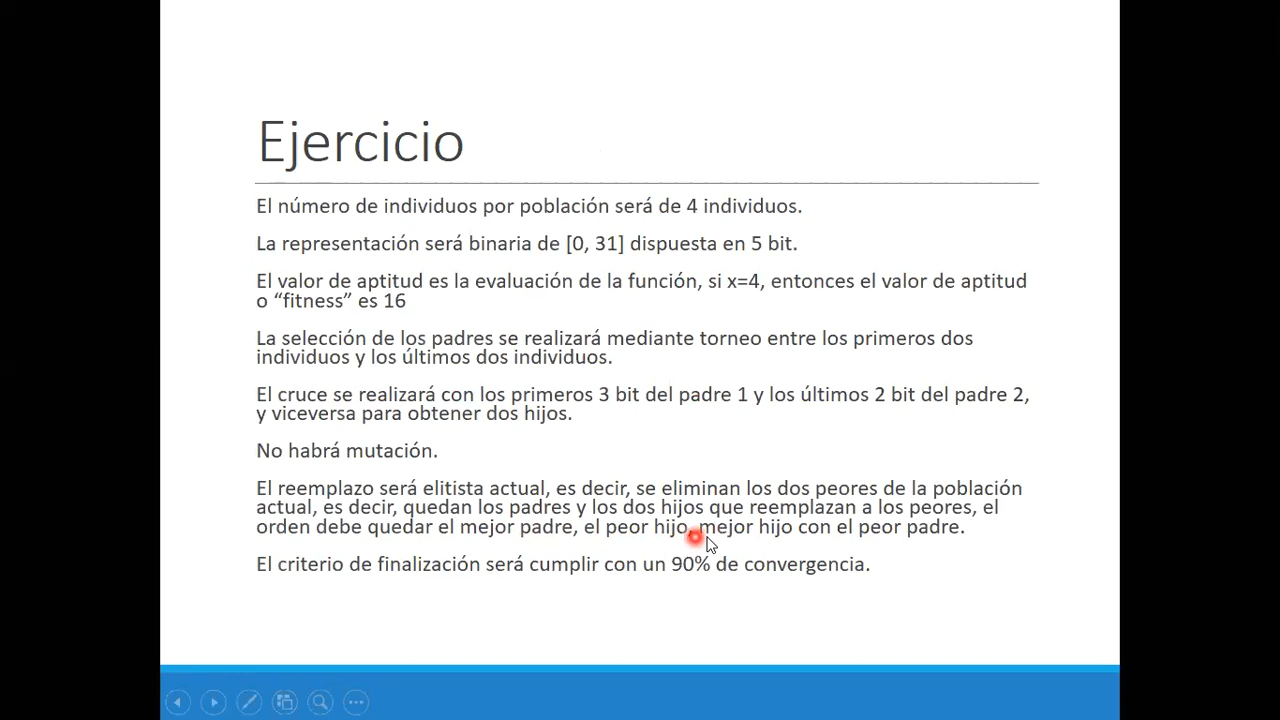 Ejercicio
El número de individuos por población será de 4 individuos.
La representación será binaria de [0, 31] dispuesta en 5 bit.
El valor de aptitud es la evaluación de la función, si x=4, entonces el valor de aptitud
o “fitness” es 16
La selección de los padres se realizará mediante torneo entre los primeros dos
individuos y los últimos dos individuos.
El cruce se realizará con los primeros 3 bit del padre 1 y los últimos 2 bit del padre 2,
y viceversa para obtener dos hijos.
No habrá mutación.
El reemplazo será elitista actual, es decir, se eliminan los dos peores de la población
actual, es decir, quedan los padres y los dos hijos que reemplazan a los peores, el
orden debe quedar el mejor padre, el peor hijo, mejor hijo con el peor padre.
El criterio de finalización será cumplir con un 90% de convergencia.